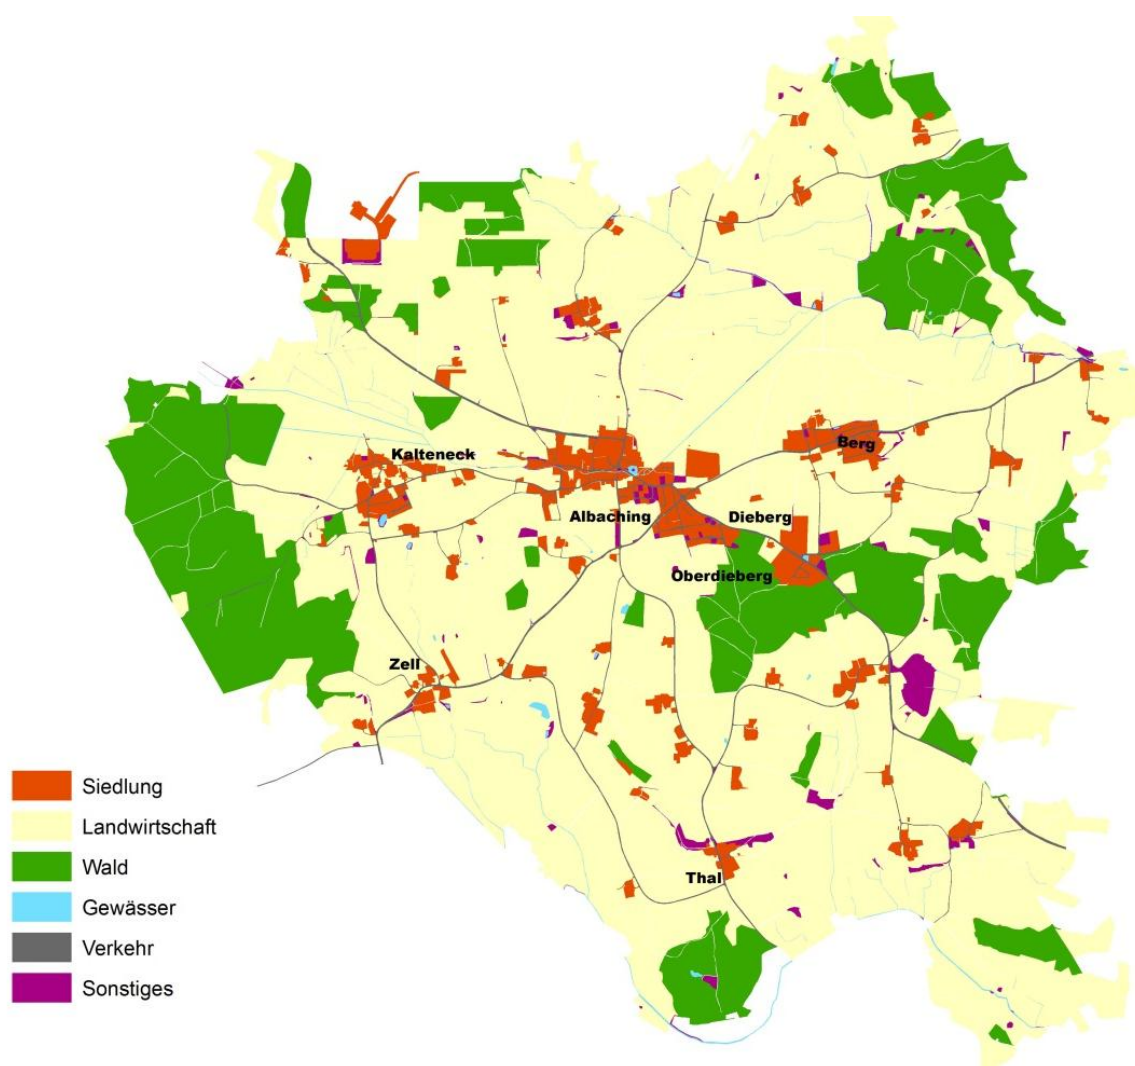 Kalteneck
Berg
Albaching
Dieberg
Oberdieberg
Zell
Thal
Siedlung
Landwirtschaft
Wald
Gewässer
Verkehr
Sonstiges